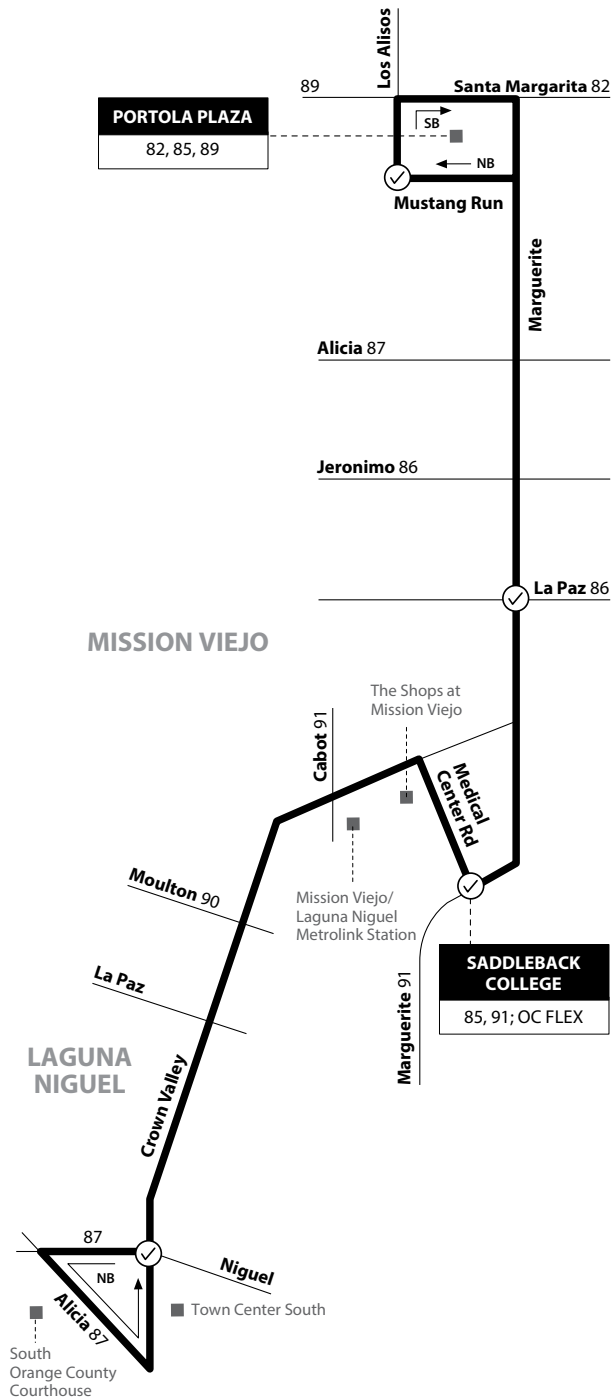 Los Alisos
89
Santa Margarita 82
PORTOLA PLAZA
82, 85, 89
SB
NB
Mustang Run
Marguerite
Alicia 87
Jeronimo 86
La Paz 86
MISSION VIEJO
The Shops at
Mission Viejo
Cabot 91
Medical
Center Rd
Moulton 90
Mission Viejo/
Laguna Niguel
Metrolink Station
SADDLEBACK
COLLEGE
85, 91; OC FLEX
La Paz
Marguerite 91
LAGUNA
NIGUEL
Crown Valley
87
NB
Niguel
Alicia 87
Town Center South
South
Orange County
Courthouse